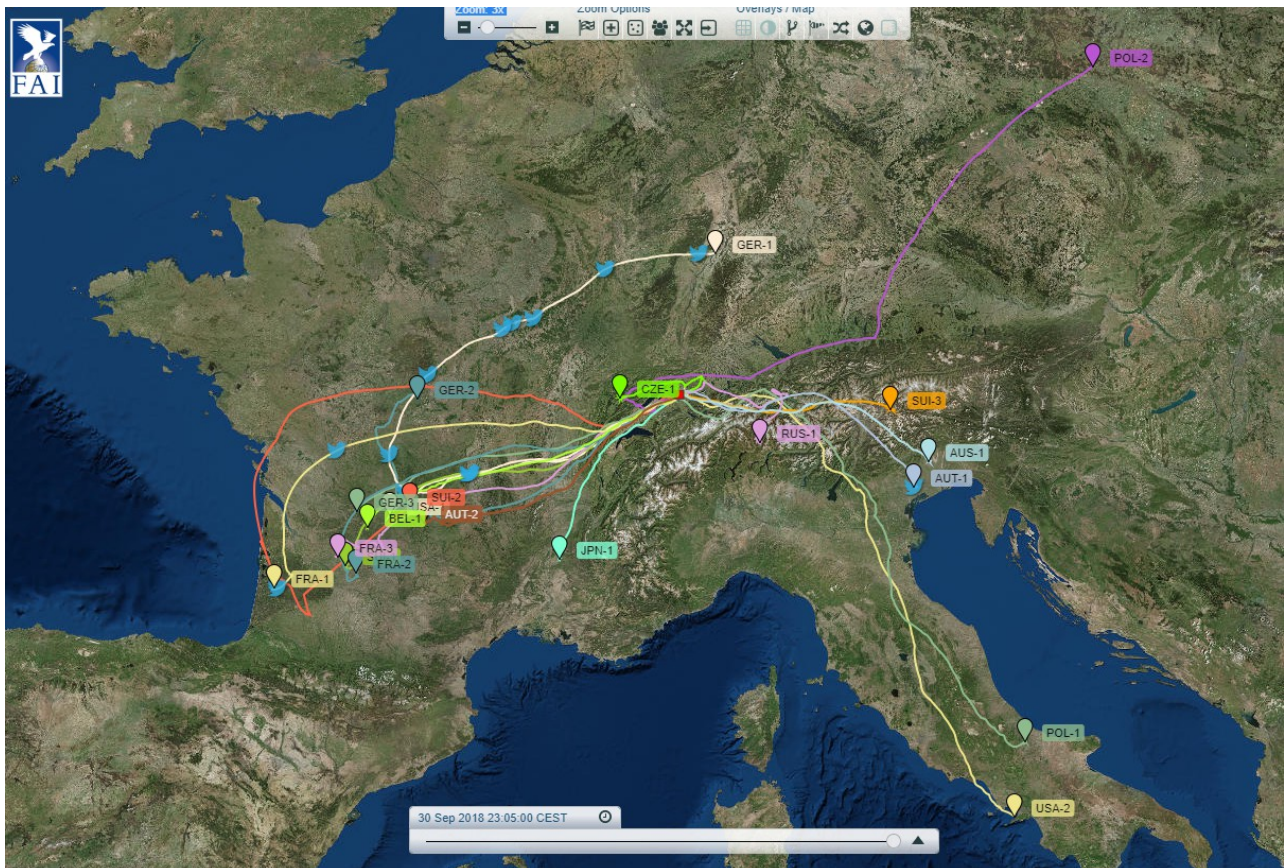 Zoom: 3x
Zoom Options
Overlays / Map
FAI
POL-2
GER-1
GER-2
CZE-1
SUI-3
RUS-1
AUS-1
AUT-1
SUI-2
GER-3
BEL-1
AUT-2
FRA-3
FRA-2
JPN-1
FRA-1
POL-1
USA-2
30 Sep 2018 23:05:00 CEST